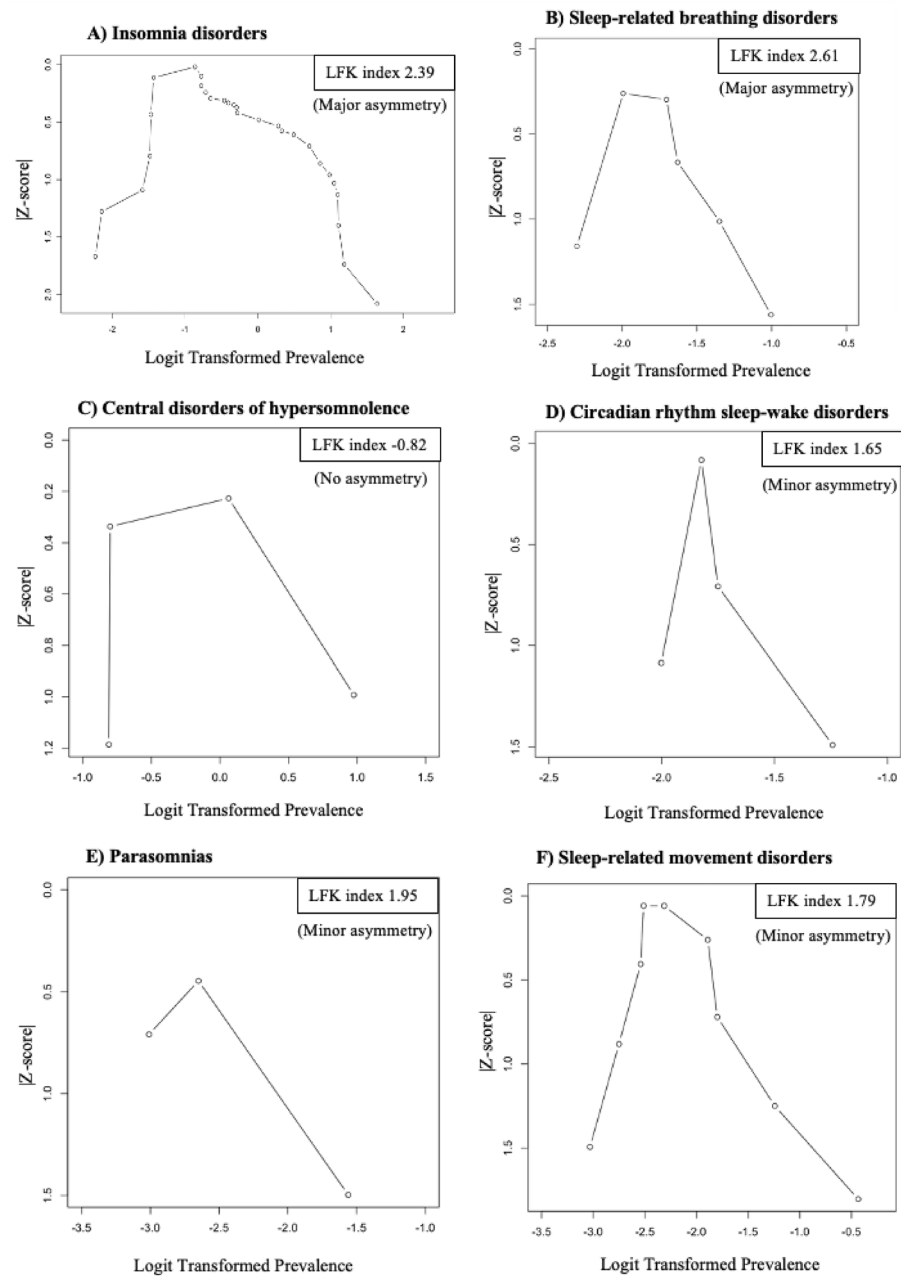 A) Insomnia disorders
LFK index 2.39
(Major asymmetry)
0.0
0.5
1.0
1.5
2.0
|Z-score|
-2
-1
0
1
2
Logit Transformed Prevalence
B) Sleep-related breathing disorders
LFK index 2.61
(Major asymmetry)
0.0
0.5
1.0
1.5
|Z-score|
-2.5
-2.0
-1.5
-1.0
-0.5
Logit Transformed Prevalence
C) Central disorders of hypersomnolence
LFK index -0.82
(No asymmetry)
0.0
0.2
0.4
0.6
0.8
1.0
1.2
|Z-score|
-1.0
-0.5
0.0
0.5
1.0
1.5
Logit Transformed Prevalence
D) Circadian rhythm sleep-wake disorders
LFK index 1.65
(Minor asymmetry)
0.0
0.5
1.0
1.5
|Z-score|
-2.5
-2.0
-1.5
-1.0
Logit Transformed Prevalence
E) Parasomnias
LFK index 1.95
(Minor asymmetry)
0.0
0.5
1.0
1.5
|Z-score|
-3.5
-3.0
-2.5
-2.0
-1.5
-1.0
Logit Transformed Prevalence
F) Sleep-related movement disorders
LFK index 1.79
(Minor asymmetry)
0.0
0.5
1.0
1.5
|Z-score|
-3.5
-3.0
-2.5
-2.0
-1.5
-1.0
-0.5
Logit Transformed Prevalence